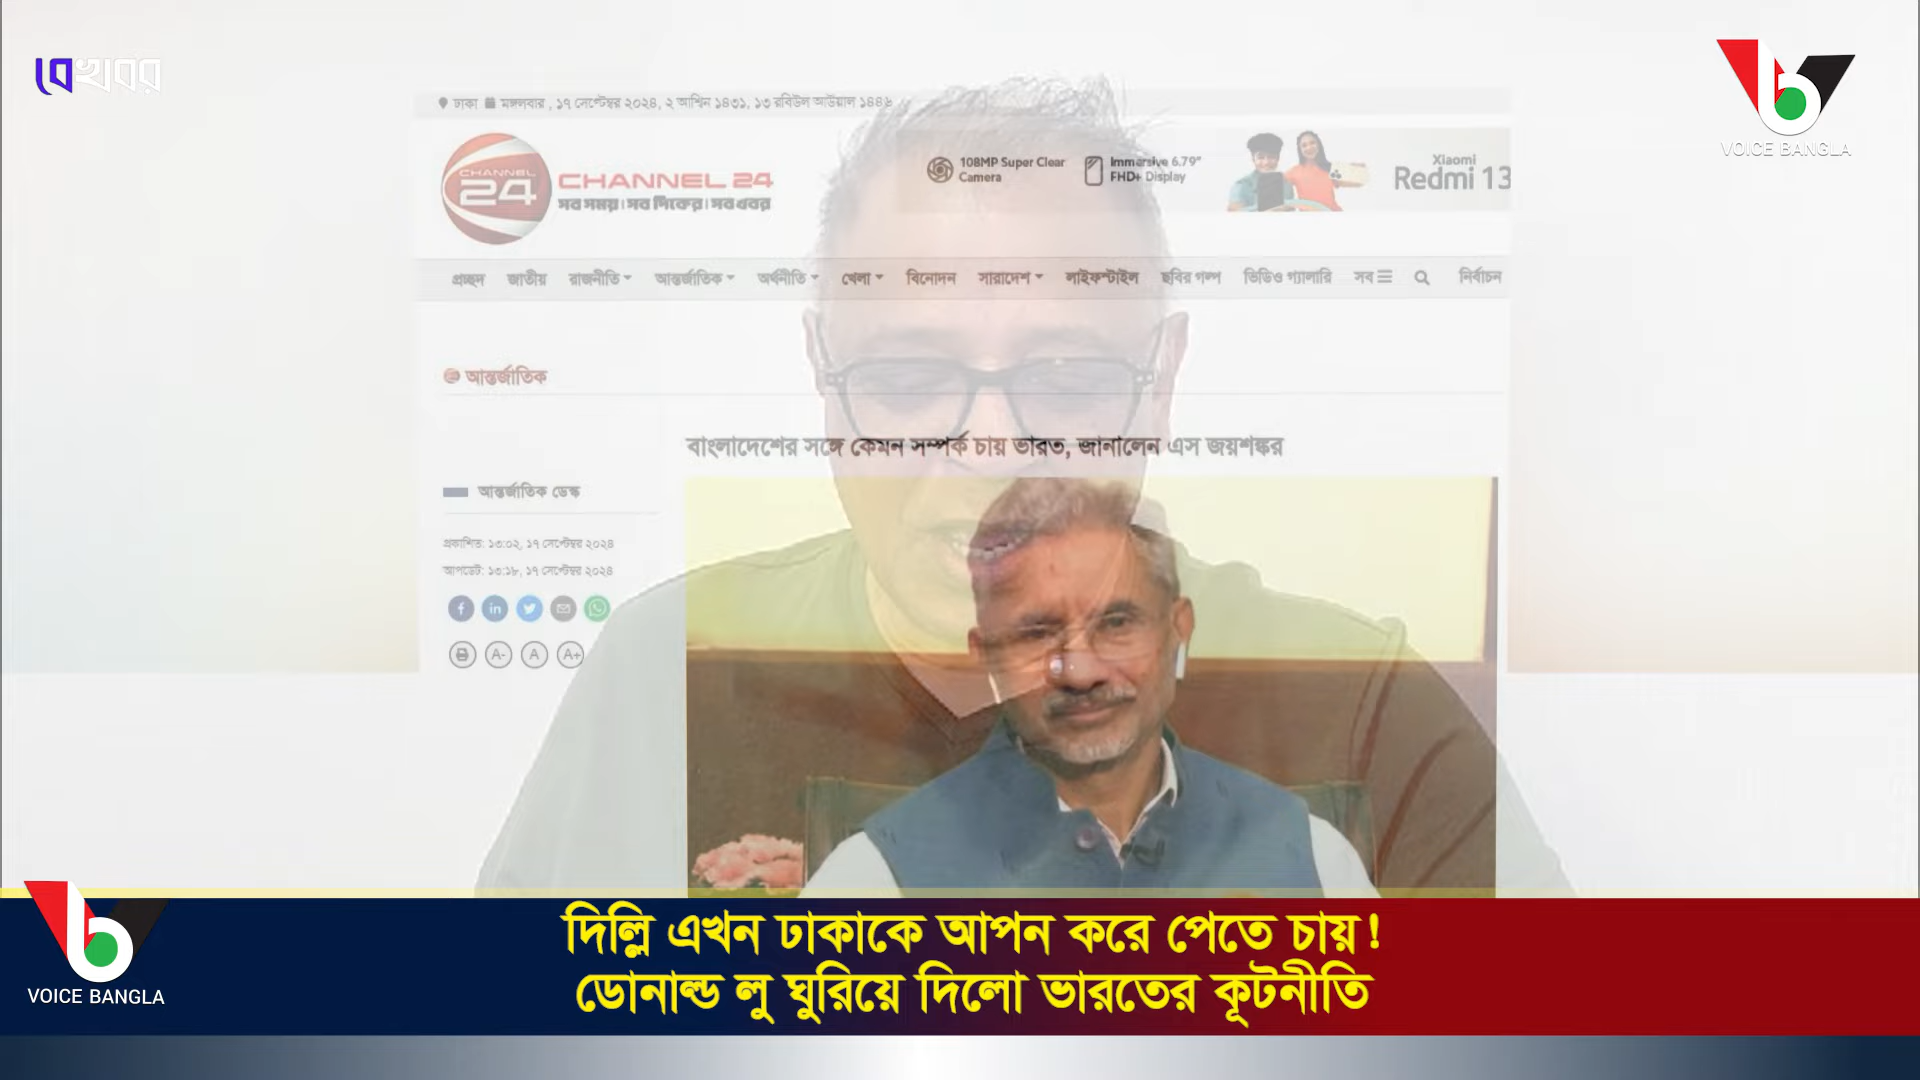 বেখবর
VOICE BANGLA
ঢাকা মঙ্গলবার , ১৭ সেপ্টেম্বর ২০২৪, ২ আশ্বিন ১৪৩১, ১৩ রবিউল আউয়াল ১৪৪৬
CHANNEL 24
CHANNEL 24
সব সময়। সব দিকের। সব খবর
108MP Super Clear Camera
Immersive 6.79" FHD+ Display
Xiaomi
Redmi 13
প্রচ্ছদ জাতীয় রাজনীতি আন্তর্জাতিক অর্থনীতি খেলা বিনোদন সারাদেশ লাইফস্টাইল ছবির গল্প ভিডিও গ্যালারি সব নির্বাচন
আন্তর্জাতিক
বাংলাদেশের সঙ্গে কেমন সম্পর্ক চায় ভারত, জানালেন এস জয়শঙ্কর
আন্তর্জাতিক ডেস্ক
প্রকাশিত: ১৩:০২, ১৭ সেপ্টেম্বর ২০২৪
আপডেট: ১৩:১৮, ১৭ সেপ্টেম্বর ২০২৪
A- A A+
দিল্লি এখন ঢাকাকে আপন করে পেতে চায়!
ডোনাল্ড লু ঘুরিয়ে দিলো ভারতের কূটনীতি
VOICE BANGLA